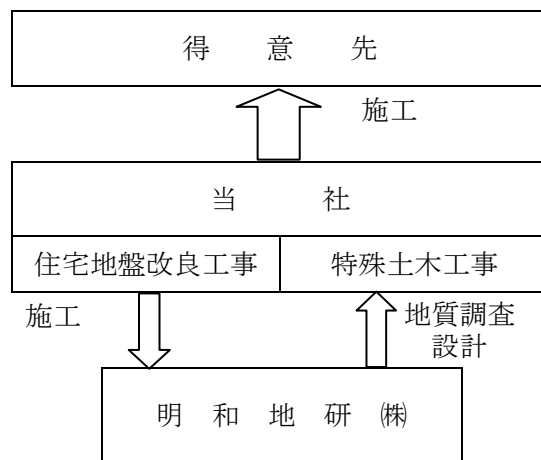 得意先
施工
当社
住宅地盤改良工事
特殊土木工事
施工
地質調査
設計
明和地研㈱